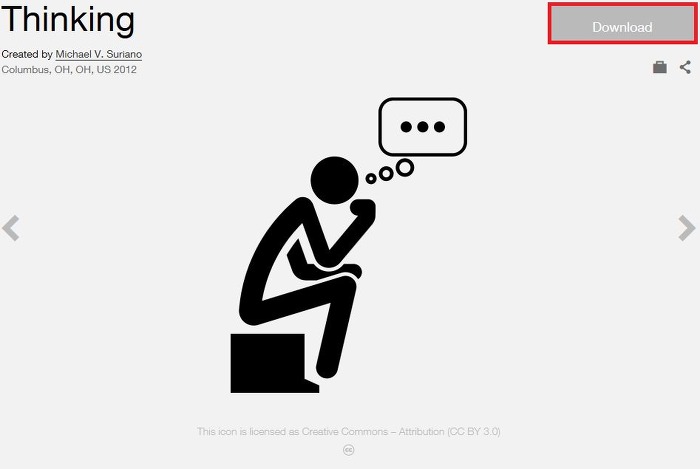 Thinking
Download
Created by Michael V. Suriano
Columbus, OH, OH, US 2012
This icon is licensed as Creative Commons – Attribution (CC BY 3.0)
cc